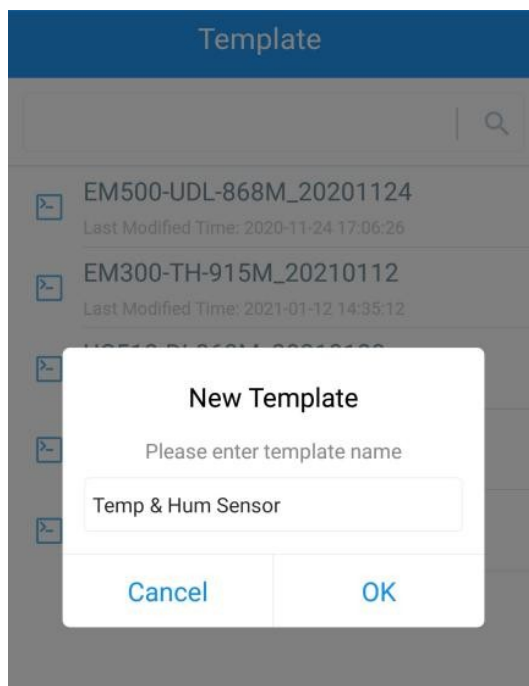 Template
EM500-UDL-868M_20201124
Last Modified Time: 2020-11-24 17:06:26
EM300-TH-915M_20210112
Last Modified Time: 2021-01-12 14:35:12
New Template
Please enter template name
Temp & Hum Sensor
Cancel OK